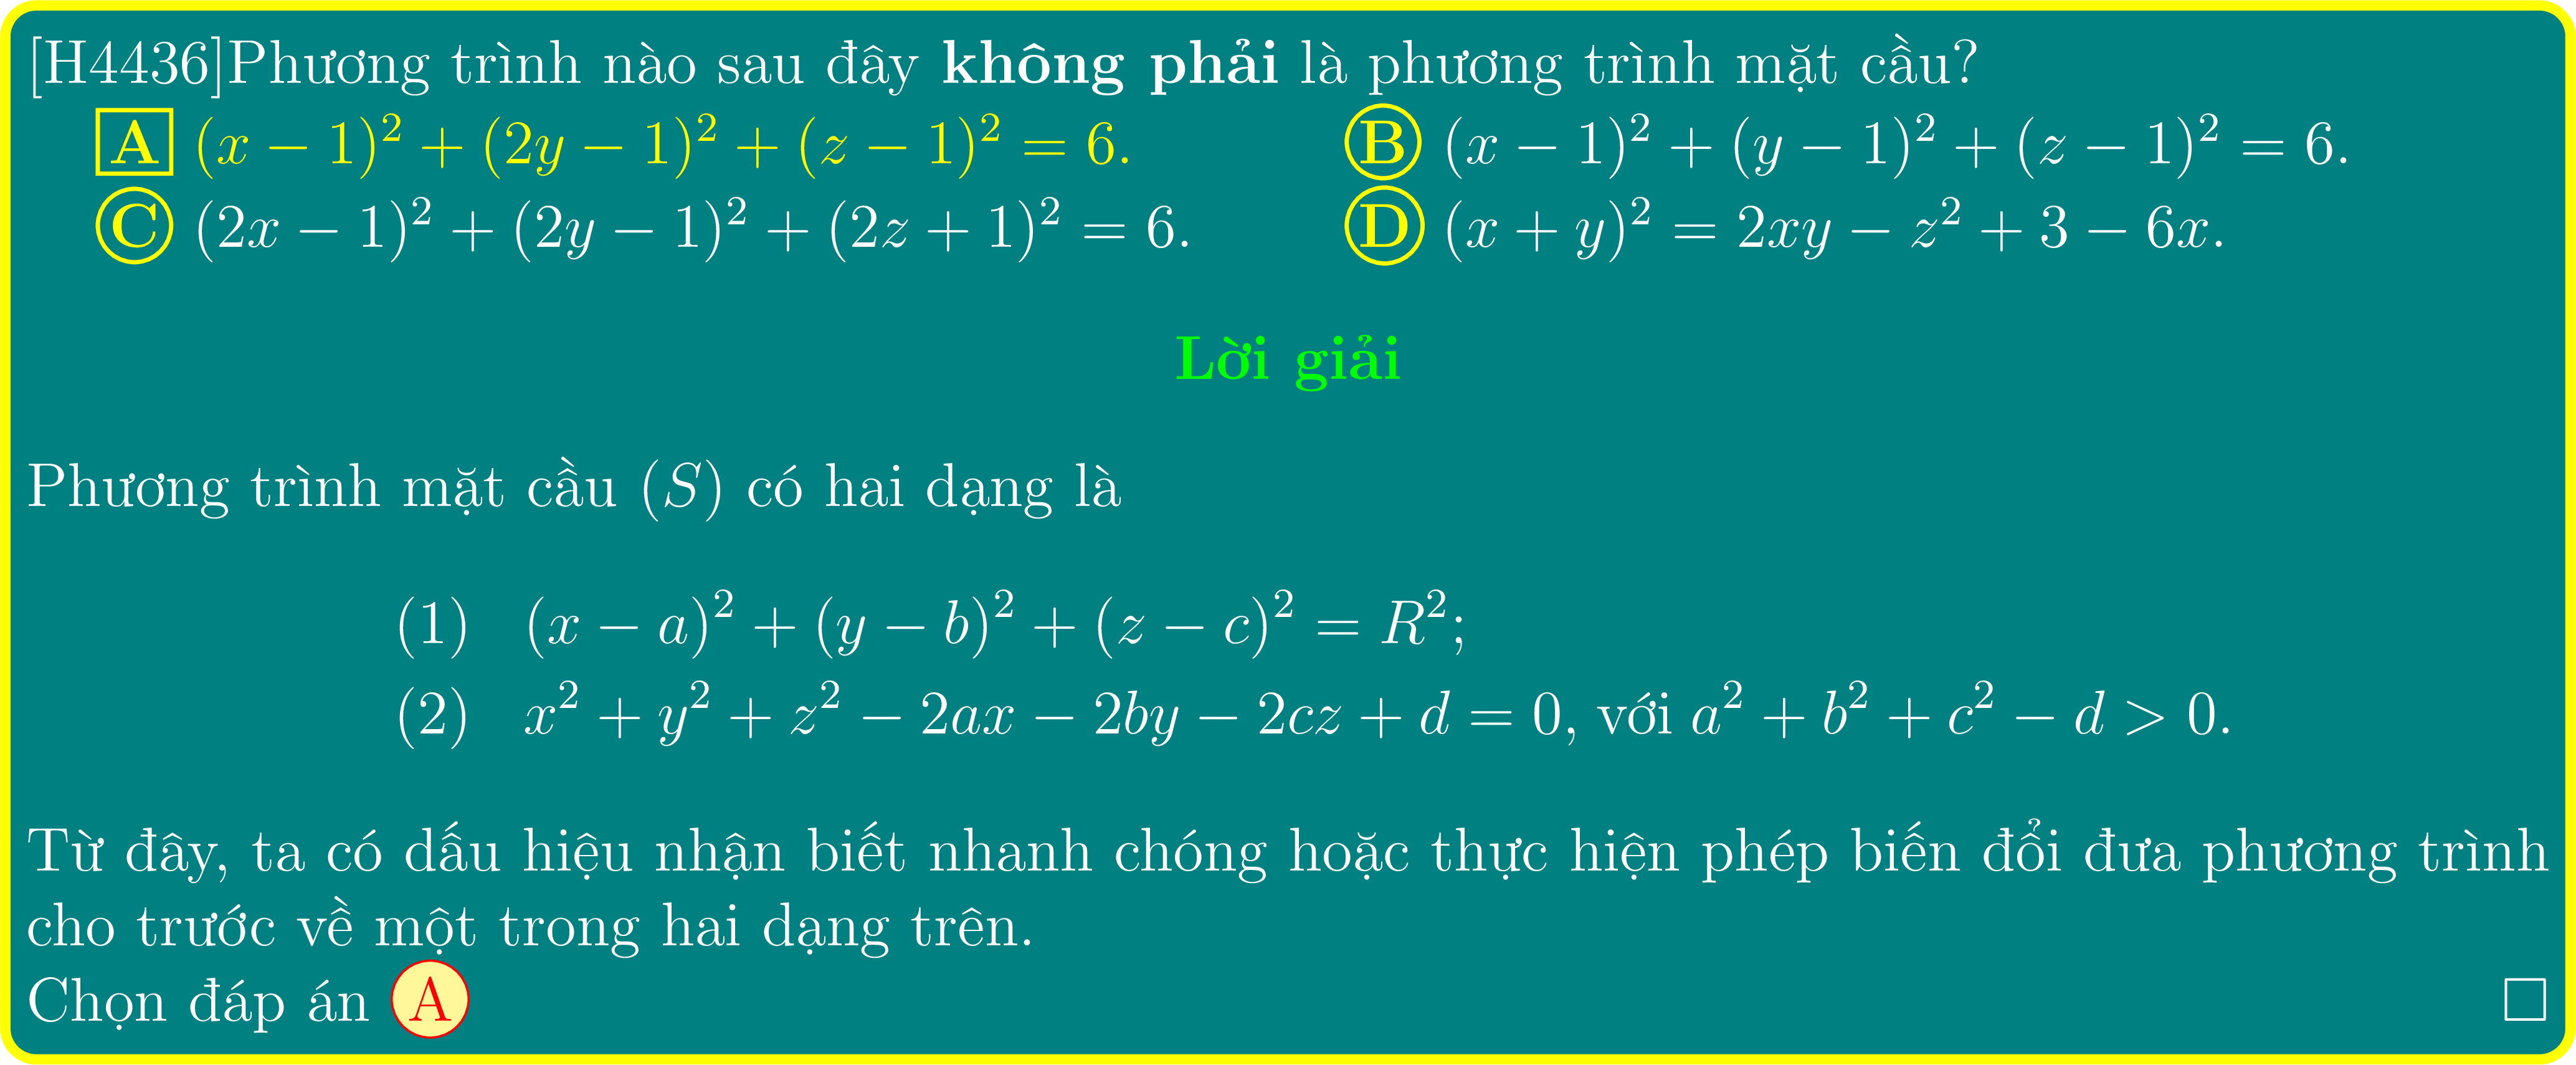 [H4436]Phương trình nào sau đây không phải là phương trình mặt cầu?
A (x − 1)² + (2y − 1)² + (z − 1)² = 6. B (x − 1)² + (y − 1)² + (z − 1)² = 6.
C (2x − 1)² + (2y − 1)² + (2z + 1)² = 6. D (x + y)² = 2xy − z² + 3 − 6x.
Lời giải
Phương trình mặt cầu (S) có hai dạng là
(1) (x − a)² + (y − b)² + (z − c)² = R²;
(2) x² + y² + z² − 2ax − 2by − 2cz + d = 0, với a² + b² + c² − d > 0.
Từ đây, ta có dấu hiệu nhận biết nhanh chóng hoặc thực hiện phép biến đổi đưa phương trình
cho trước về một trong hai dạng trên.
Chọn đáp án A □